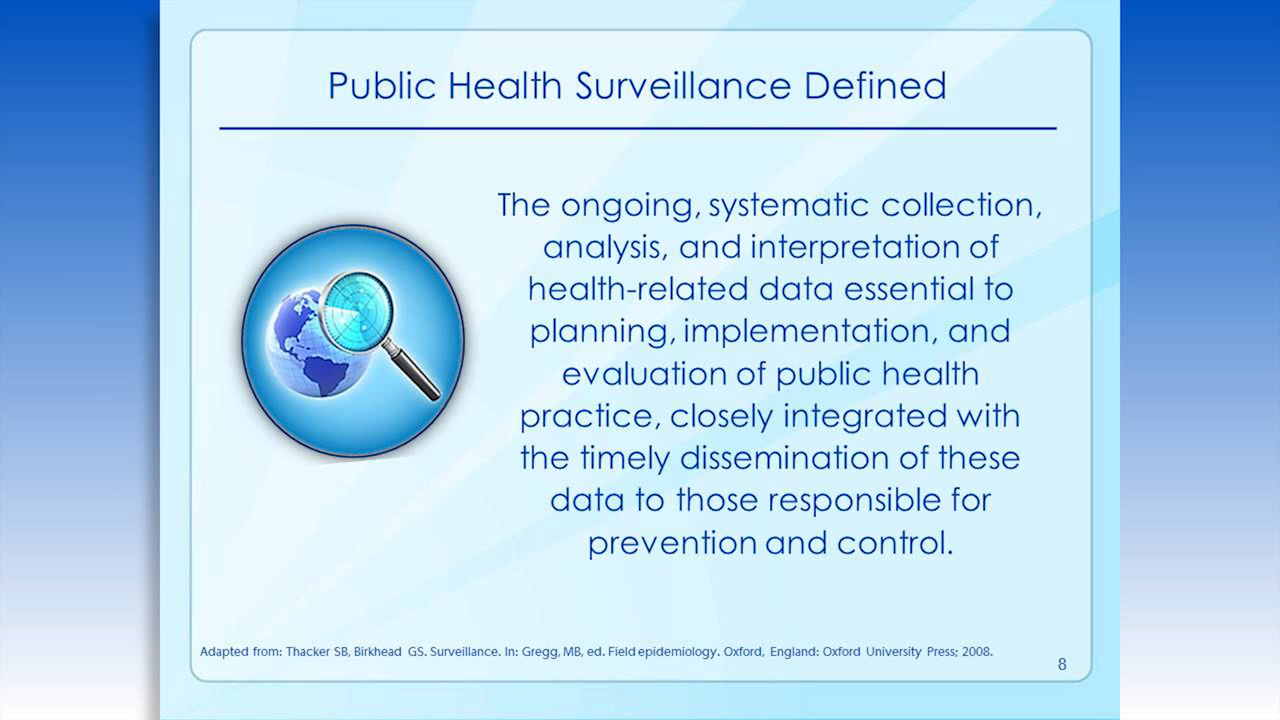 Public Health Surveillance Defined
The ongoing, systematic collection,
analysis, and interpretation of
health-related data essential to
planning, implementation, and
evaluation of public health
practice, closely integrated with
the timely dissemination of these
data to those responsible for
prevention and control.
Adapted from: Thacker SB, Birkhead GS. Surveillance. In: Gregg, MB, ed. Field epidemiology. Oxford, England: Oxford University Press; 2008.
8